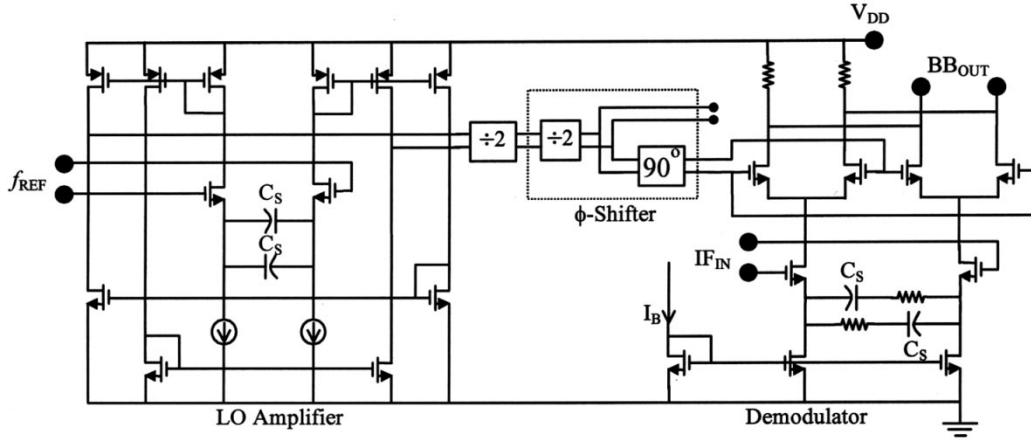 V_DD
BB_OUT
÷2
÷2
90°
f_REF
C_S
ϕ-Shifter
C_S
IF_IN
C_S
I_B
C_S
LO Amplifier
Demodulator